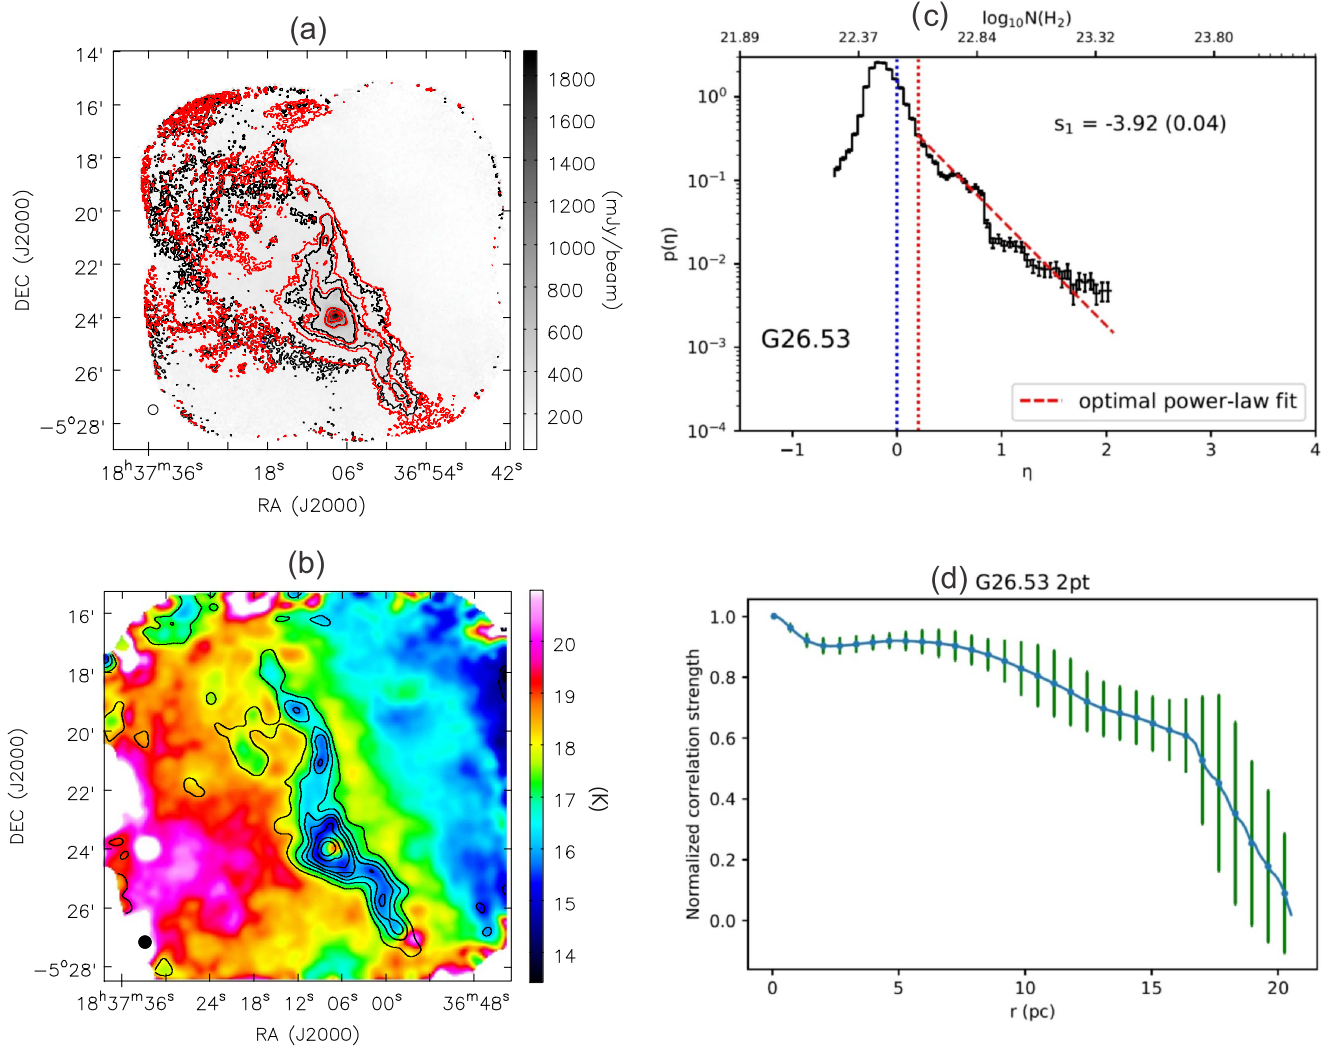 (a)
14'
16'
18'
20'
22'
24'
26'
−5°28'
DEC (J2000)
18ʰ37ᵐ36ˢ 18ˢ 06ˢ 36ᵐ54ˢ 42ˢ
RA (J2000)
1800
1600
1400
1200
1000
800
600
400
200
(mJy/beam)
(c)
log₁₀N(H₂)
21.89 22.37 22.84 23.32 23.80
10⁰
10⁻¹
10⁻²
10⁻³
10⁻⁴
p(η)
s₁ = -3.92 (0.04)
G26.53
optimal power-law fit
−1 0 1 2 3 4
η
(b)
16'
18'
20'
22'
24'
26'
−5°28'
DEC (J2000)
18ʰ37ᵐ36ˢ 24ˢ 12ˢ 06ˢ 00ˢ 36ᵐ48ˢ
RA (J2000)
20
19
18
17
16
15
14
(K)
(d) G26.53 2pt
1.0
0.8
0.6
0.4
0.2
0.0
Normalized correlation strength
0 5 10 15 20
r (pc)